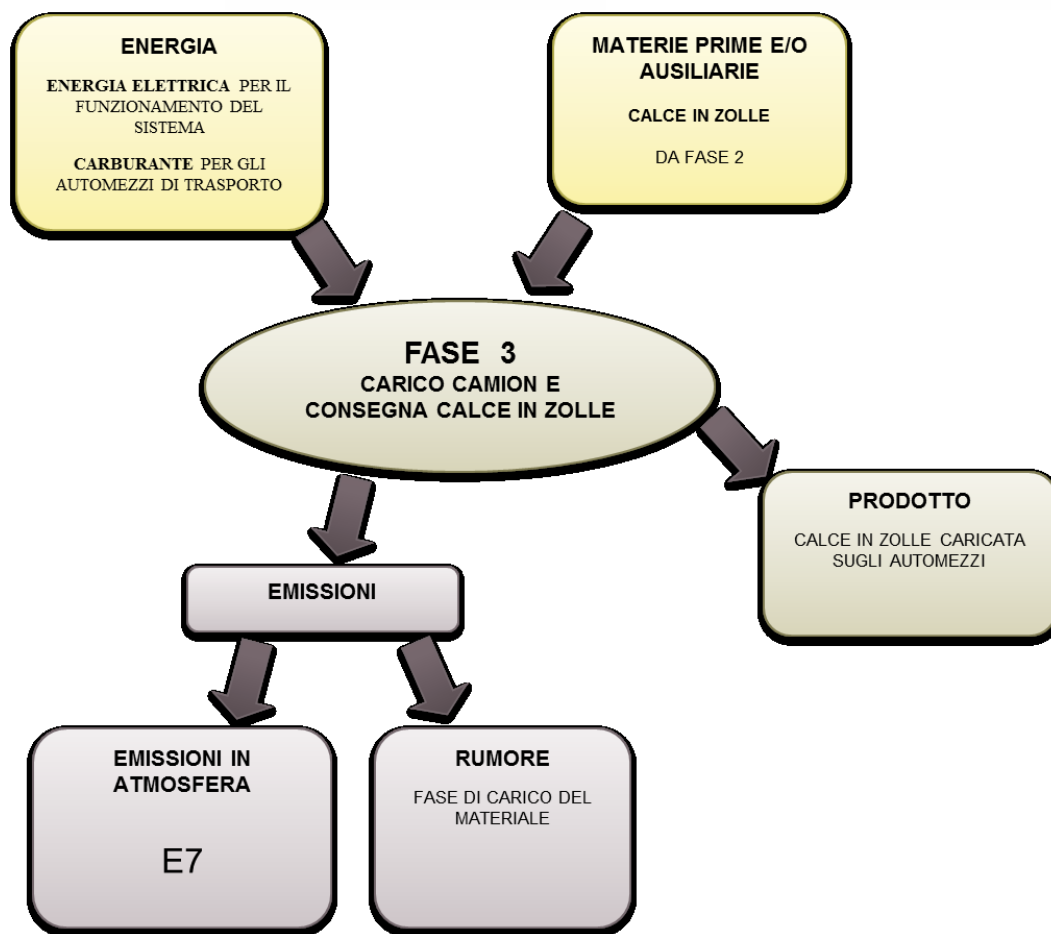 ENERGIA
ENERGIA ELETTRICA PER IL
FUNZIONAMENTO DEL
SISTEMA
CARBURANTE PER GLI
AUTOMEZZI DI TRASPORTO
MATERIE PRIME E/O
AUSILIARIE
CALCE IN ZOLLE
DA FASE 2
FASE 3
CARICO CAMION E
CONSEGNA CALCE IN ZOLLE
PRODOTTO
CALCE IN ZOLLE CARICATA
SUGLI AUTOMEZZI
EMISSIONI
EMISSIONI IN
ATMOSFERA
E7
RUMORE
FASE DI CARICO DEL
MATERIALE